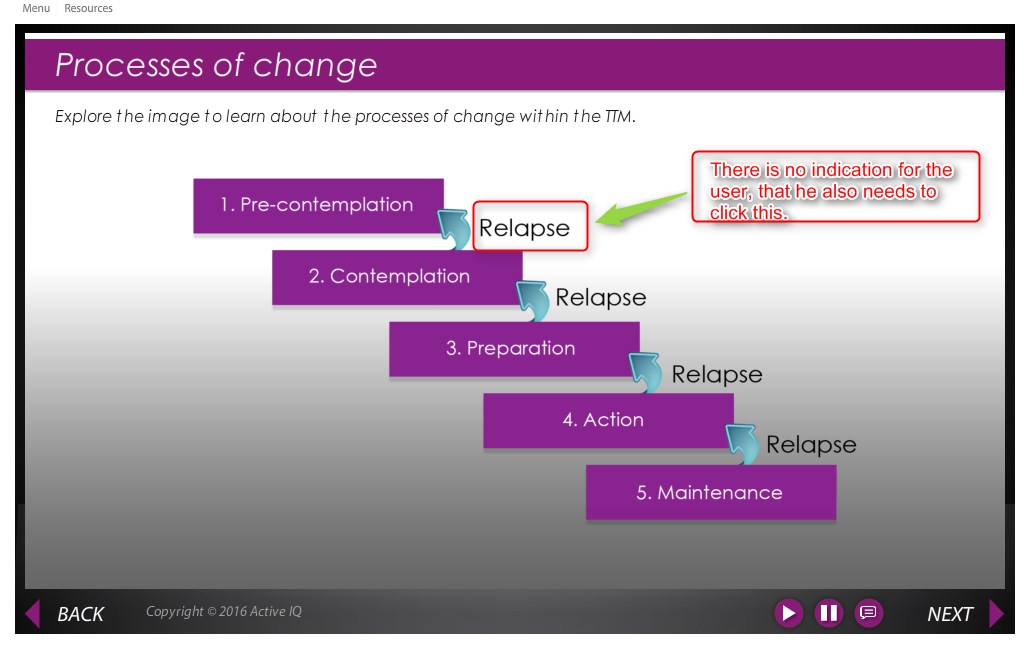 Menu Resources
Processes of change
Explore the image to learn about the processes of change within the TTM.
There is no indication for the
user, that he also needs to
click this.
1. Pre-contemplation
Relapse
2. Contemplation
Relapse
3. Preparation
Relapse
4. Action
Relapse
5. Maintenance
BACK
Copyright © 2016 Active IQ
NEXT